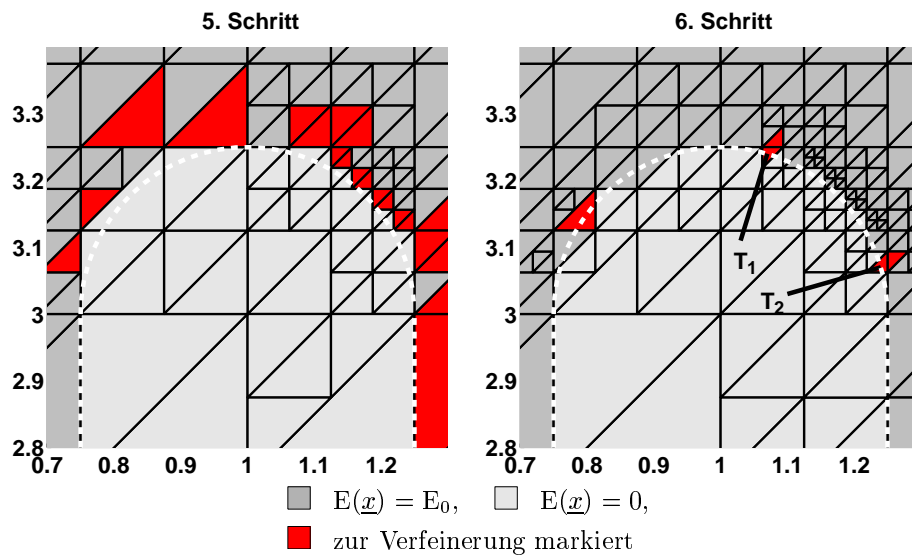 5. Schritt 6. Schritt
3.3 3.3
3.2 3.2
3.1 3.1
T1
T2
3 3
2.9 2.9
2.8 2.8
0.7 0.8 0.9 1 1.1 1.2 0.7 0.8 0.9 1 1.1 1.2
E(x) = E0, E(x) = 0,
zur Verfeinerung markiert